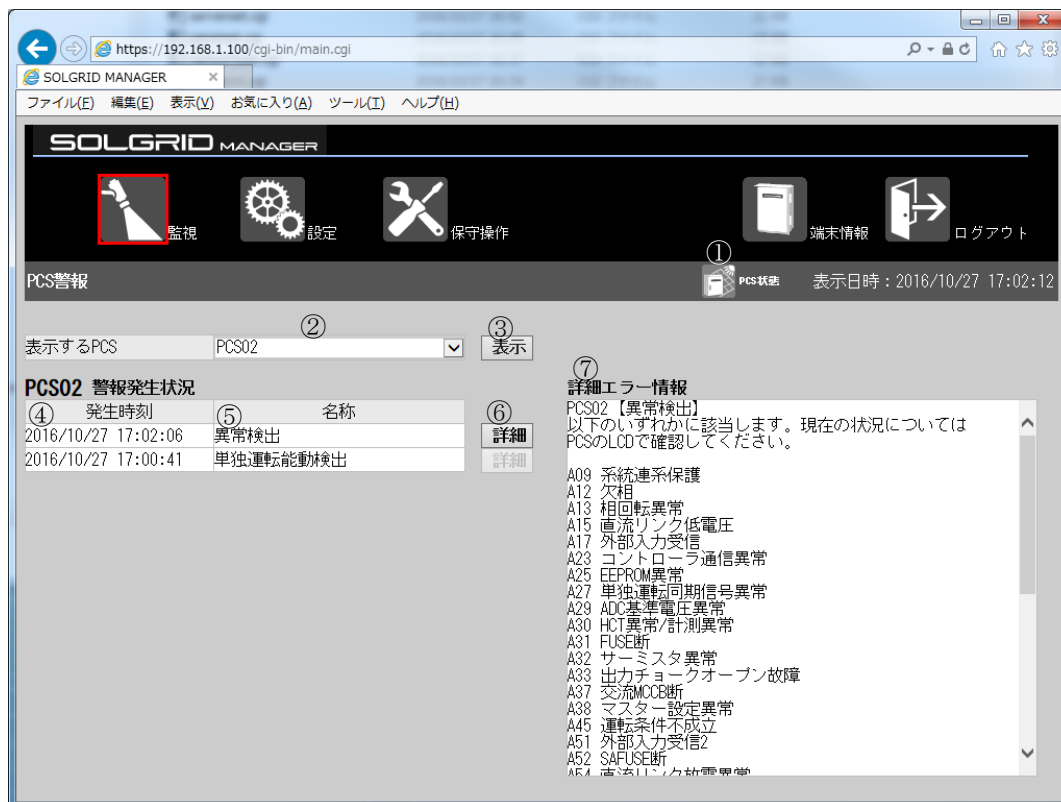 https://192.168.1.100/cgi-bin/main.cgi
SOLGRID MANAGER ×
ファイル(F) 編集(E) 表示(V) お気に入り(A) ツール(T) ヘルプ(H)
SOLGRID MANAGER
監視 設定 保守操作 端末情報 ログアウト
①
PCS警報 PCS状態 表示日時：2016/10/27 17:02:12
② ③
表示するPCS PCS02 表示
⑦
PCS02 警報発生状況 詳細エラー情報
④ 発生時刻 ⑤ 名称 ⑥
2016/10/27 17:02:06 異常検出 詳細
2016/10/27 17:00:41 単独運転能動検出 詳細
PCS02【異常検出】
以下のいずれかに該当します。現在の状況については
PCSのLCDで確認してください。
A09 系統連系保護
A12 欠相
A13 相回転異常
A15 直流リンク低電圧
A17 外部入力受信
A23 コントローラ通信異常
A25 EEPROM異常
A27 単独運転同期信号異常
A29 ADC基準電圧異常
A30 HCT異常/計測異常
A31 FUSE断
A32 サーミスタ異常
A33 出力チョークオープン故障
A37 交流MCCB断
A38 マスター設定異常
A45 運転条件不成立
A51 外部入力受信2
A52 SAFUSE断
A54 直流リンク放電異常